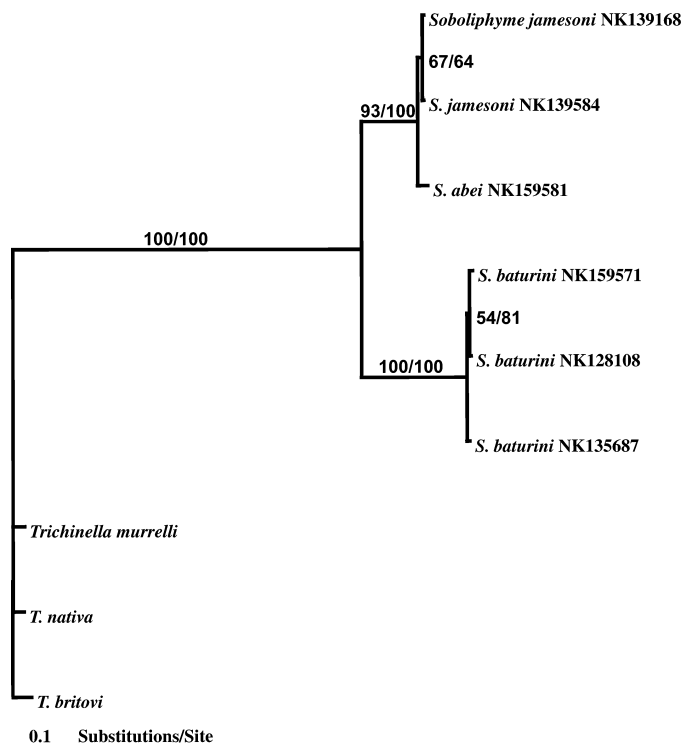 Soboliphyme jamesoni NK139168
67/64
S. jamesoni NK139584
93/100
S. abei NK159581
100/100
S. baturini NK159571
54/81
S. baturini NK128108
100/100
S. baturini NK135687
Trichinella murrelli
T. nativa
T. britovi
0.1 Substitutions/Site